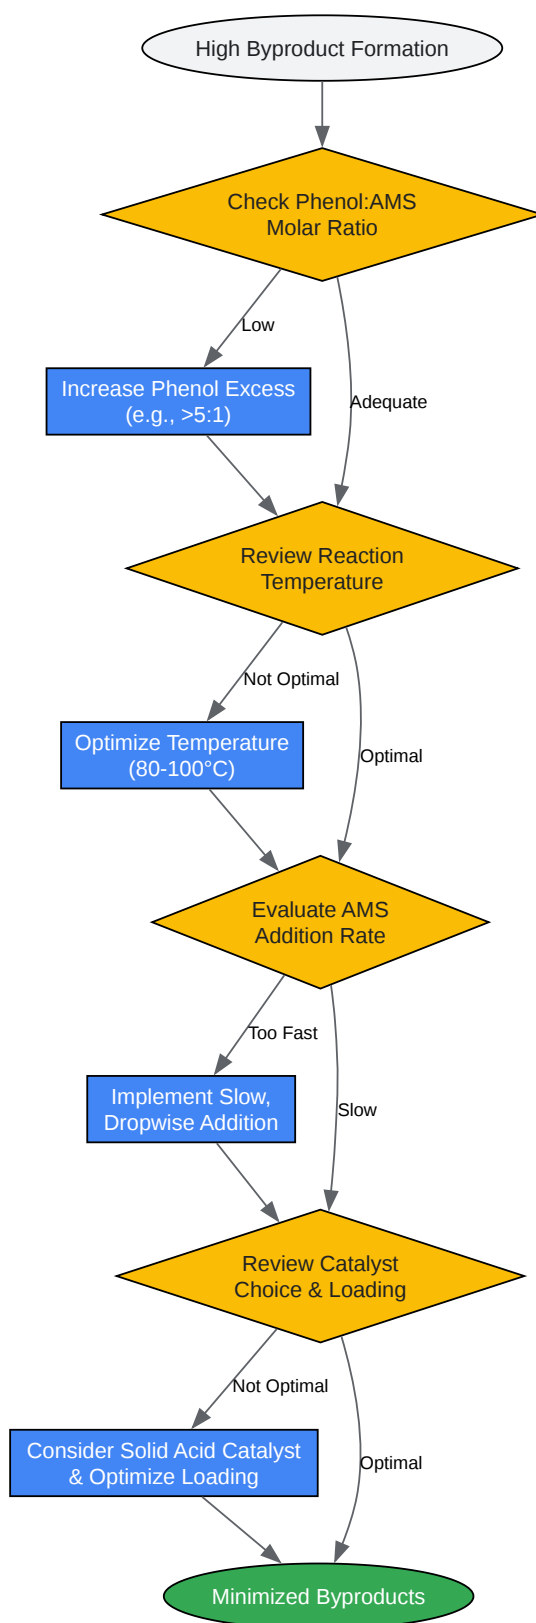 High Byproduct Formation
Check Phenol:AMS
Molar Ratio
Low
Increase Phenol Excess
(e.g., >5:1)
Adequate
Review Reaction
Temperature
Not Optimal
Optimize Temperature
(80-100°C)
Optimal
Evaluate AMS
Addition Rate
Too Fast
Implement Slow,
Dropwise Addition
Slow
Review Catalyst
Choice & Loading
Not Optimal
Consider Solid Acid Catalyst
& Optimize Loading
Optimal
Minimized Byproducts